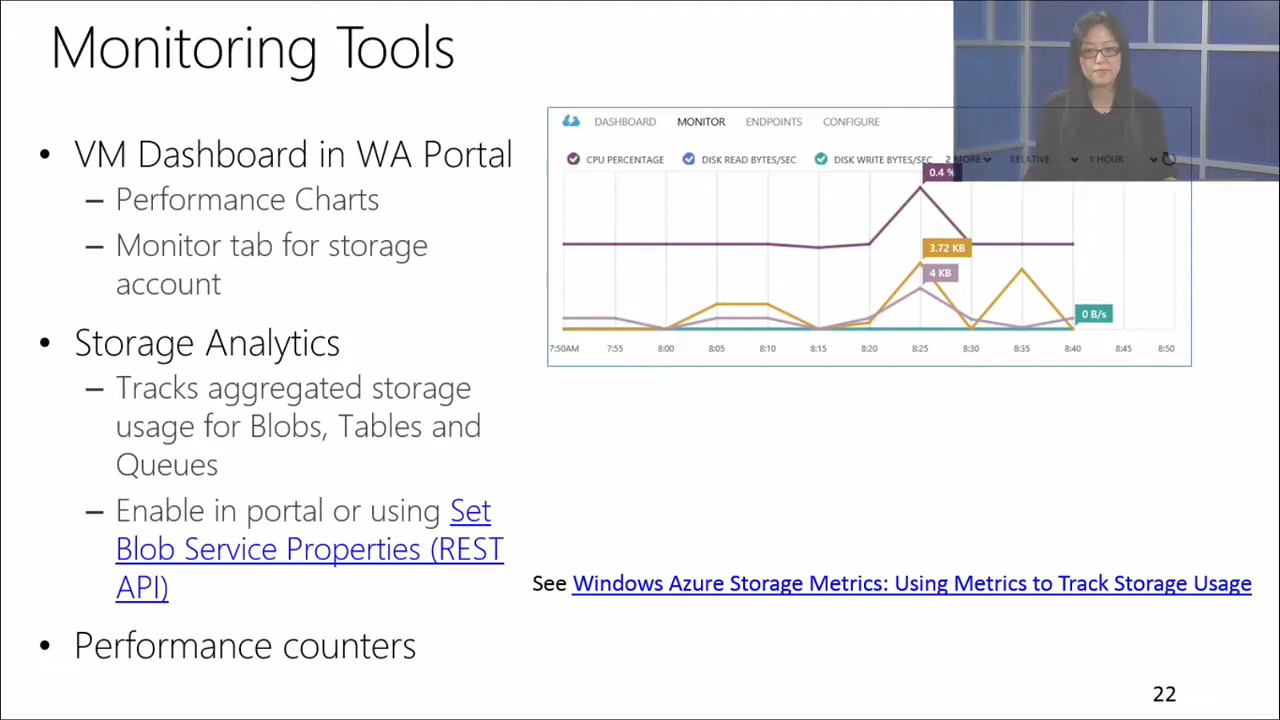 Monitoring Tools
• VM Dashboard in WA Portal
– Performance Charts
– Monitor tab for storage
account
• Storage Analytics
– Tracks aggregated storage
usage for Blobs, Tables and
Queues
– Enable in portal or using Set
Blob Service Properties (REST
API)
• Performance counters
DASHBOARD MONITOR ENDPOINTS CONFIGURE
CPU PERCENTAGE DISK READ BYTES/SEC DISK WRITE BYTES/SEC 2 MORE RELATIVE 1 HOUR
0.4 %
3.72 KB
4 KB
0 B/s
7:50AM 7:55 8:00 8:05 8:10 8:15 8:20 8:25 8:30 8:35 8:40 8:45 8:50
See Windows Azure Storage Metrics: Using Metrics to Track Storage Usage
22